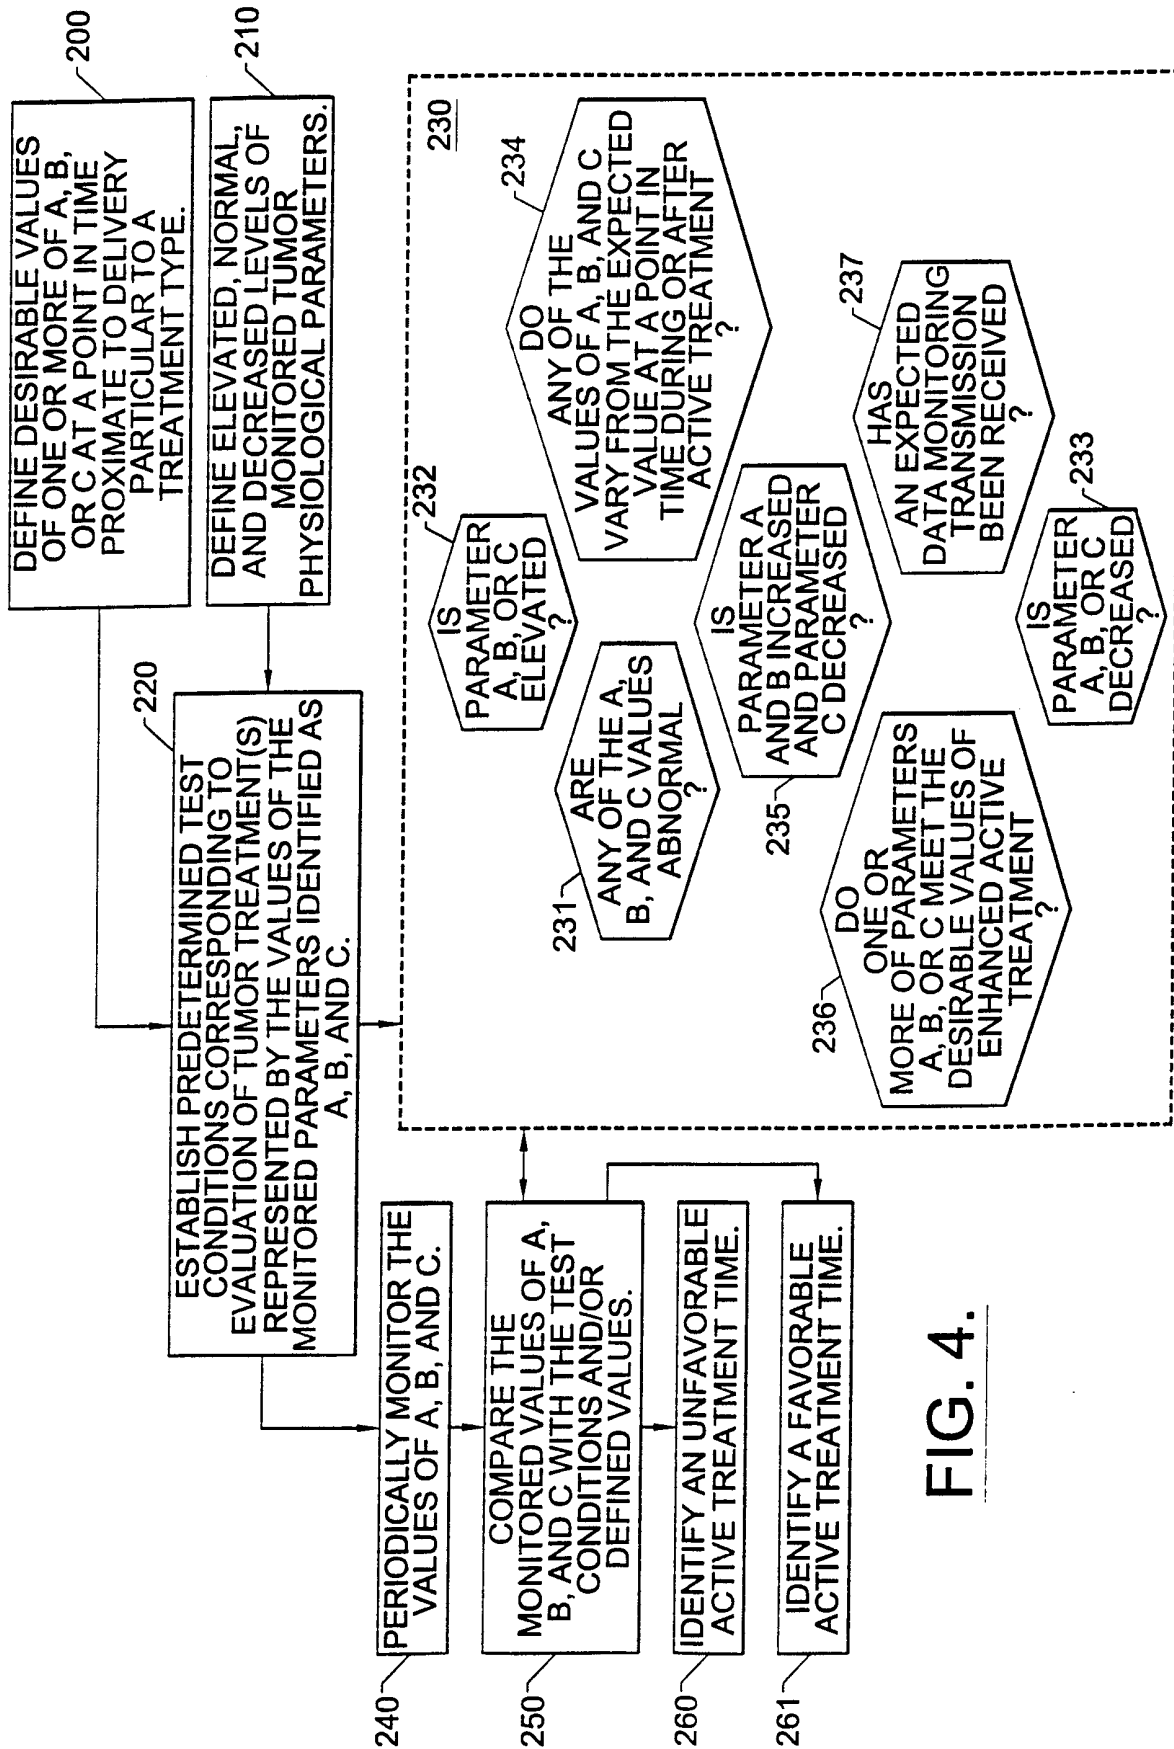 200
DEFINE DESIRABLE VALUES
OF ONE OR MORE OF A, B,
OR C AT A POINT IN TIME
PROXIMATE TO DELIVERY
PARTICULAR TO A
TREATMENT TYPE.
210
DEFINE ELEVATED, NORMAL,
AND DECREASED LEVELS OF
MONITORED TUMOR
PHYSIOLOGICAL PARAMETERS.
220
ESTABLISH PREDETERMINED TEST
CONDITIONS CORRESPONDING TO
EVALUATION OF TUMOR TREATMENT(S)
REPRESENTED BY THE VALUES OF THE
MONITORED PARAMETERS IDENTIFIED AS
A, B, AND C.
230
231
ARE
ANY OF THE A,
B, AND C VALUES
ABNORMAL
?
232
IS
PARAMETER
A, B, OR C
ELEVATED
?
234
DO
ANY OF THE
VALUES OF A, B, AND C
VARY FROM THE EXPECTED
VALUE AT A POINT IN
TIME DURING OR AFTER
ACTIVE TREATMENT
?
235
IS
PARAMETER A
AND B INCREASED
AND PARAMETER
C DECREASED
?
236
DO
ONE OR
MORE OF PARAMETERS
A, B, OR C MEET THE
DESIRABLE VALUES OF
ENHANCED ACTIVE
TREATMENT
?
237
HAS
AN EXPECTED
DATA MONITORING
TRANSMISSION
BEEN RECEIVED
?
233
IS
PARAMETER
A, B, OR C
DECREASED
?
240
PERIODICALLY MONITOR THE
VALUES OF A, B, AND C.
250
COMPARE THE
MONITORED VALUES OF A,
B, AND C WITH THE TEST
CONDITIONS AND/OR
DEFINED VALUES.
260
IDENTIFY AN UNFAVORABLE
ACTIVE TREATMENT TIME.
261
IDENTIFY A FAVORABLE
ACTIVE TREATMENT TIME.
FIG. 4.